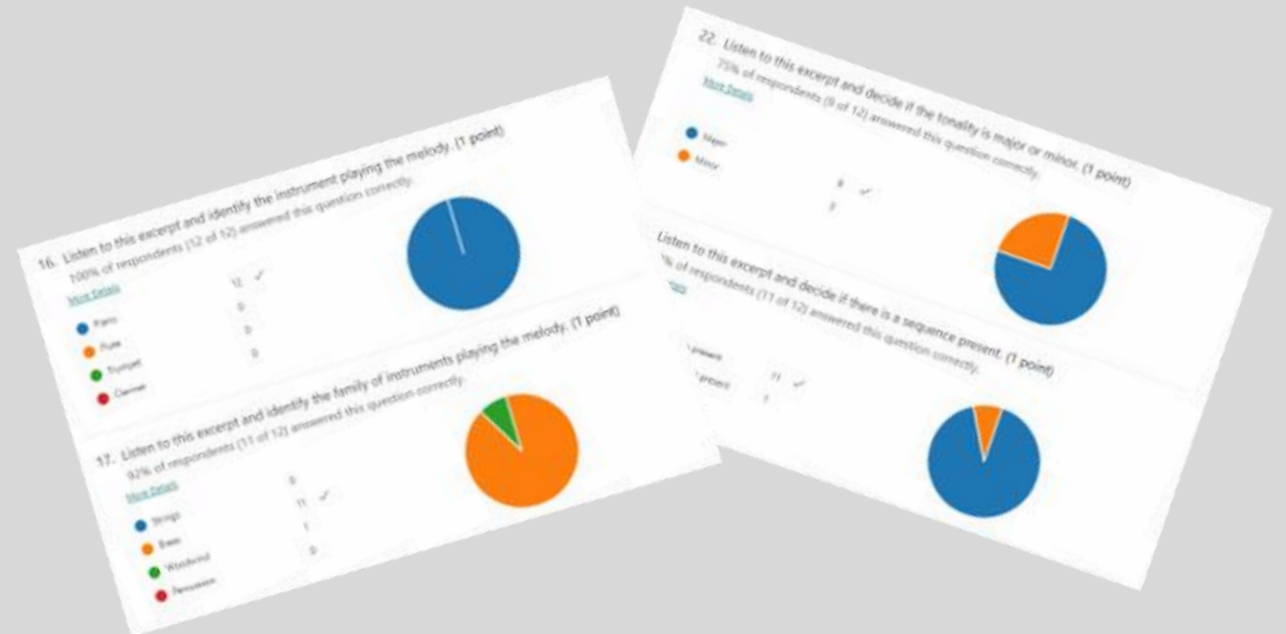 16. Listen to this excerpt and identify the instrument playing the melody. (1 point)
100% of respondents (12 of 12) answered this question correctly.
More Details
Piano
12
Flute
0
Trumpet
0
Clarinet
0
17. Listen to this excerpt and identify the family of instruments playing the melody. (1 point)
92% of respondents (11 of 12) answered this question correctly.
More Details
Strings
0
Brass
11
Woodwind
1
Percussion
0
22. Listen to this excerpt and decide if the tonality is major or minor. (1 point)
75% of respondents (9 of 12) answered this question correctly.
More Details
Major
9
Minor
3
Listen to this excerpt and decide if there is a sequence present. (1 point)
% of respondents (11 of 12) answered this question correctly.
present
11
present
1